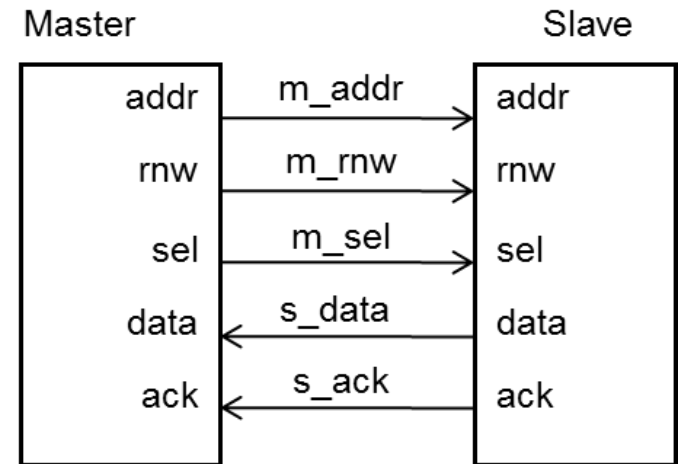 Master Slave
addr m_addr addr
rnw m_rnw rnw
sel m_sel sel
data s_data data
ack s_ack ack